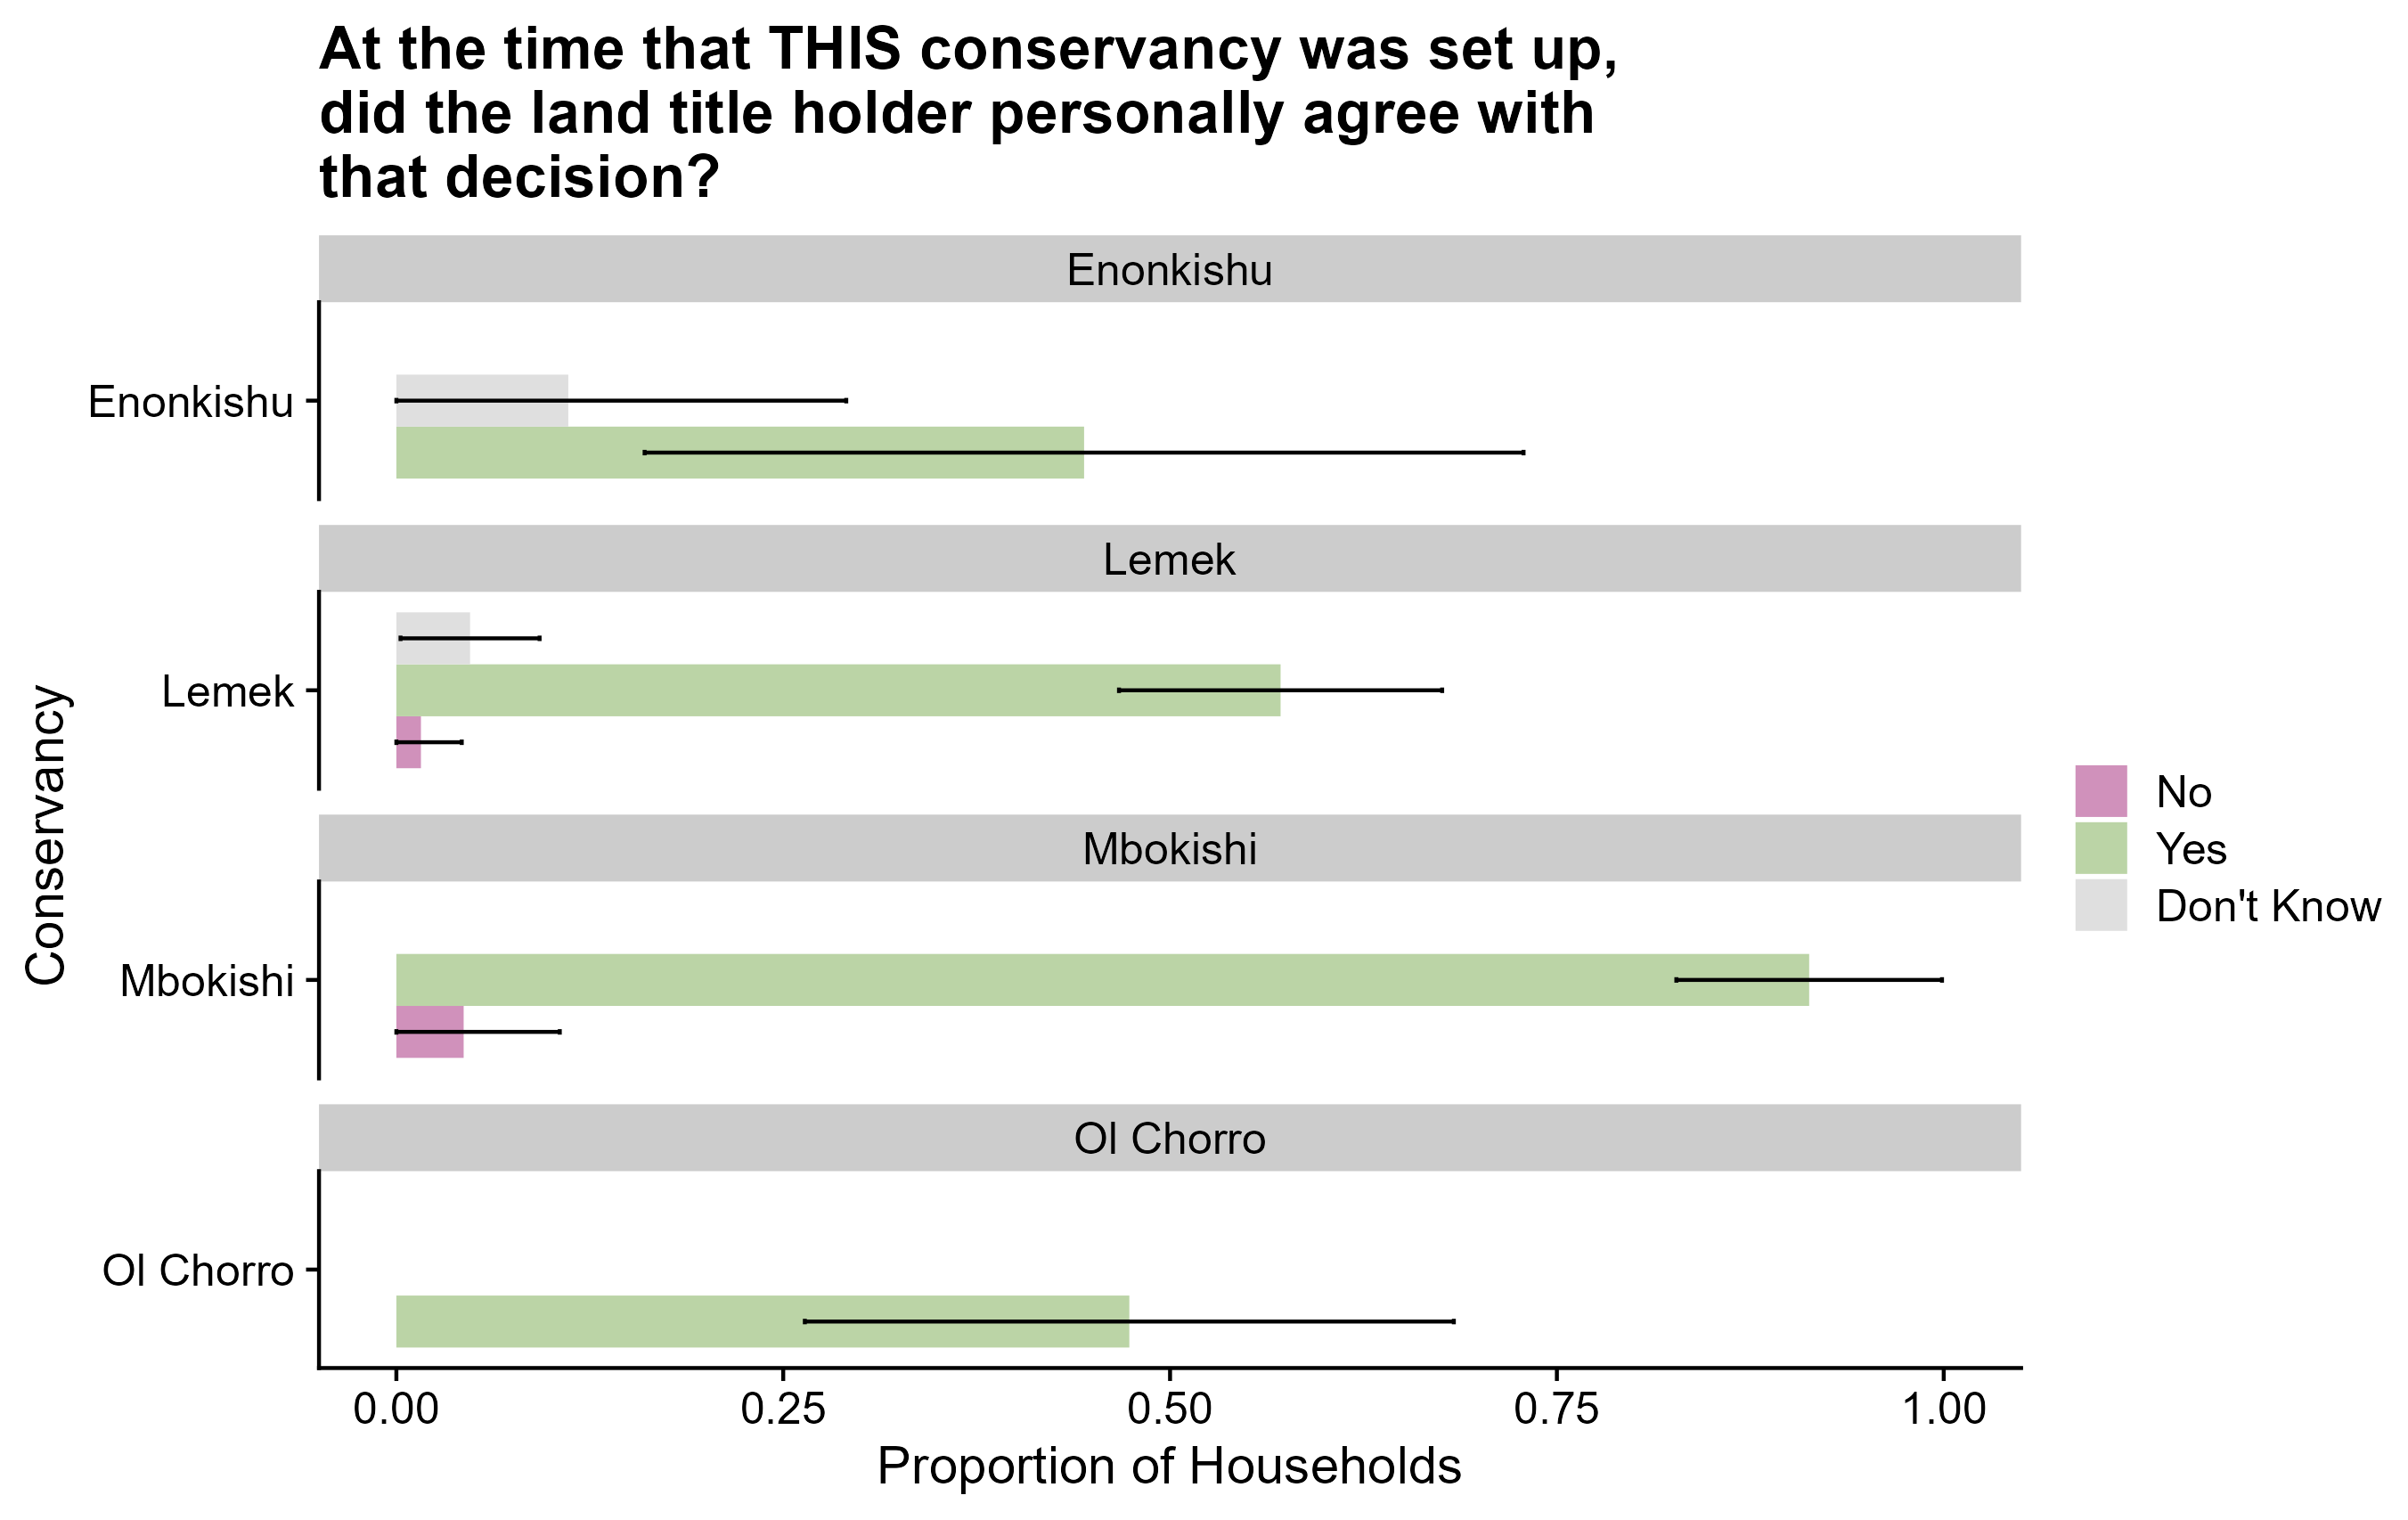 At the time that THIS conservancy was set up,
did the land title holder personally agree with
that decision?
Enonkishu
Enonkishu
Lemek
Lemek
Mbokishi
Mbokishi
Ol Chorro
Ol Chorro
Conservancy
0.00 0.25 0.50 0.75 1.00
Proportion of Households
No
Yes
Don't Know